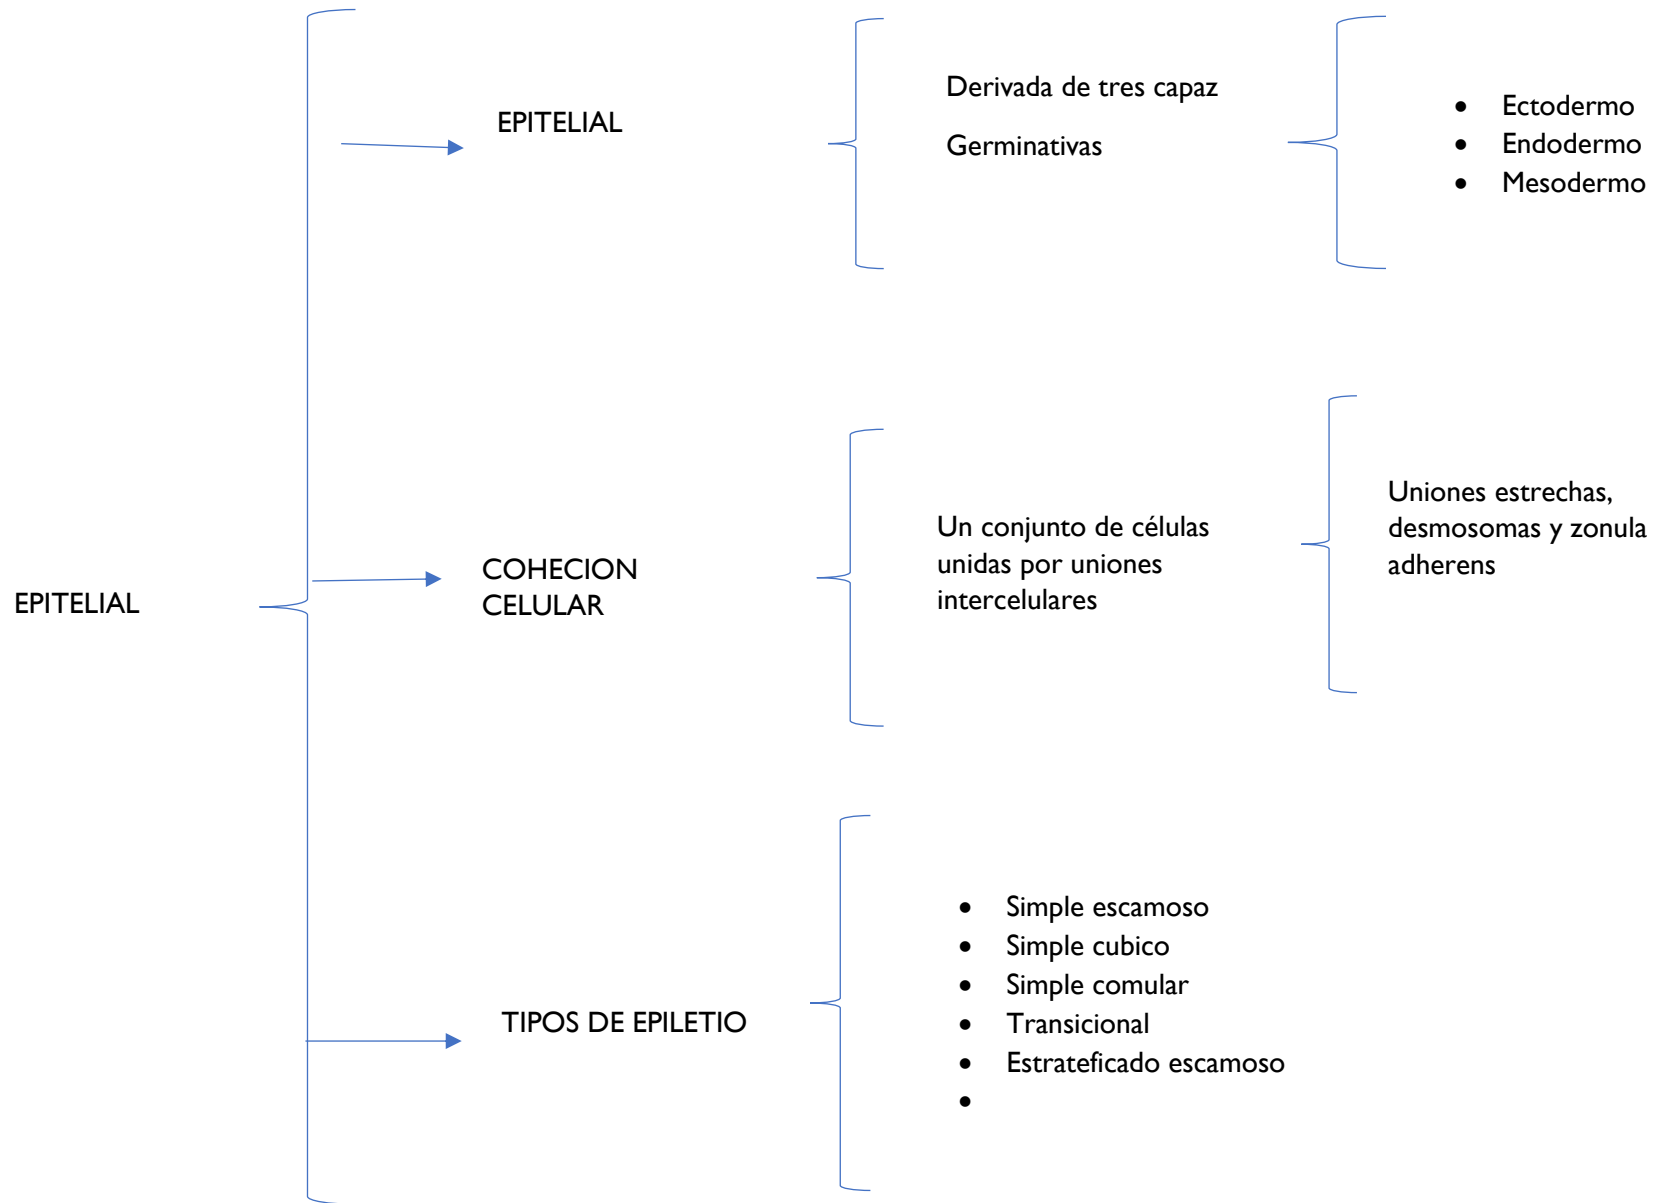 EPITELIAL
EPITELIAL
Derivada de tres capaz
Germinativas
• Ectodermo
• Endodermo
• Mesodermo
COHECION
CELULAR
Un conjunto de células
unidas por uniones
intercelulares
Uniones estrechas,
desmosomas y zonula
adherens
TIPOS DE EPILETIO
• Simple escamoso
• Simple cubico
• Simple comular
• Transicional
• Estrateficado escamoso
•